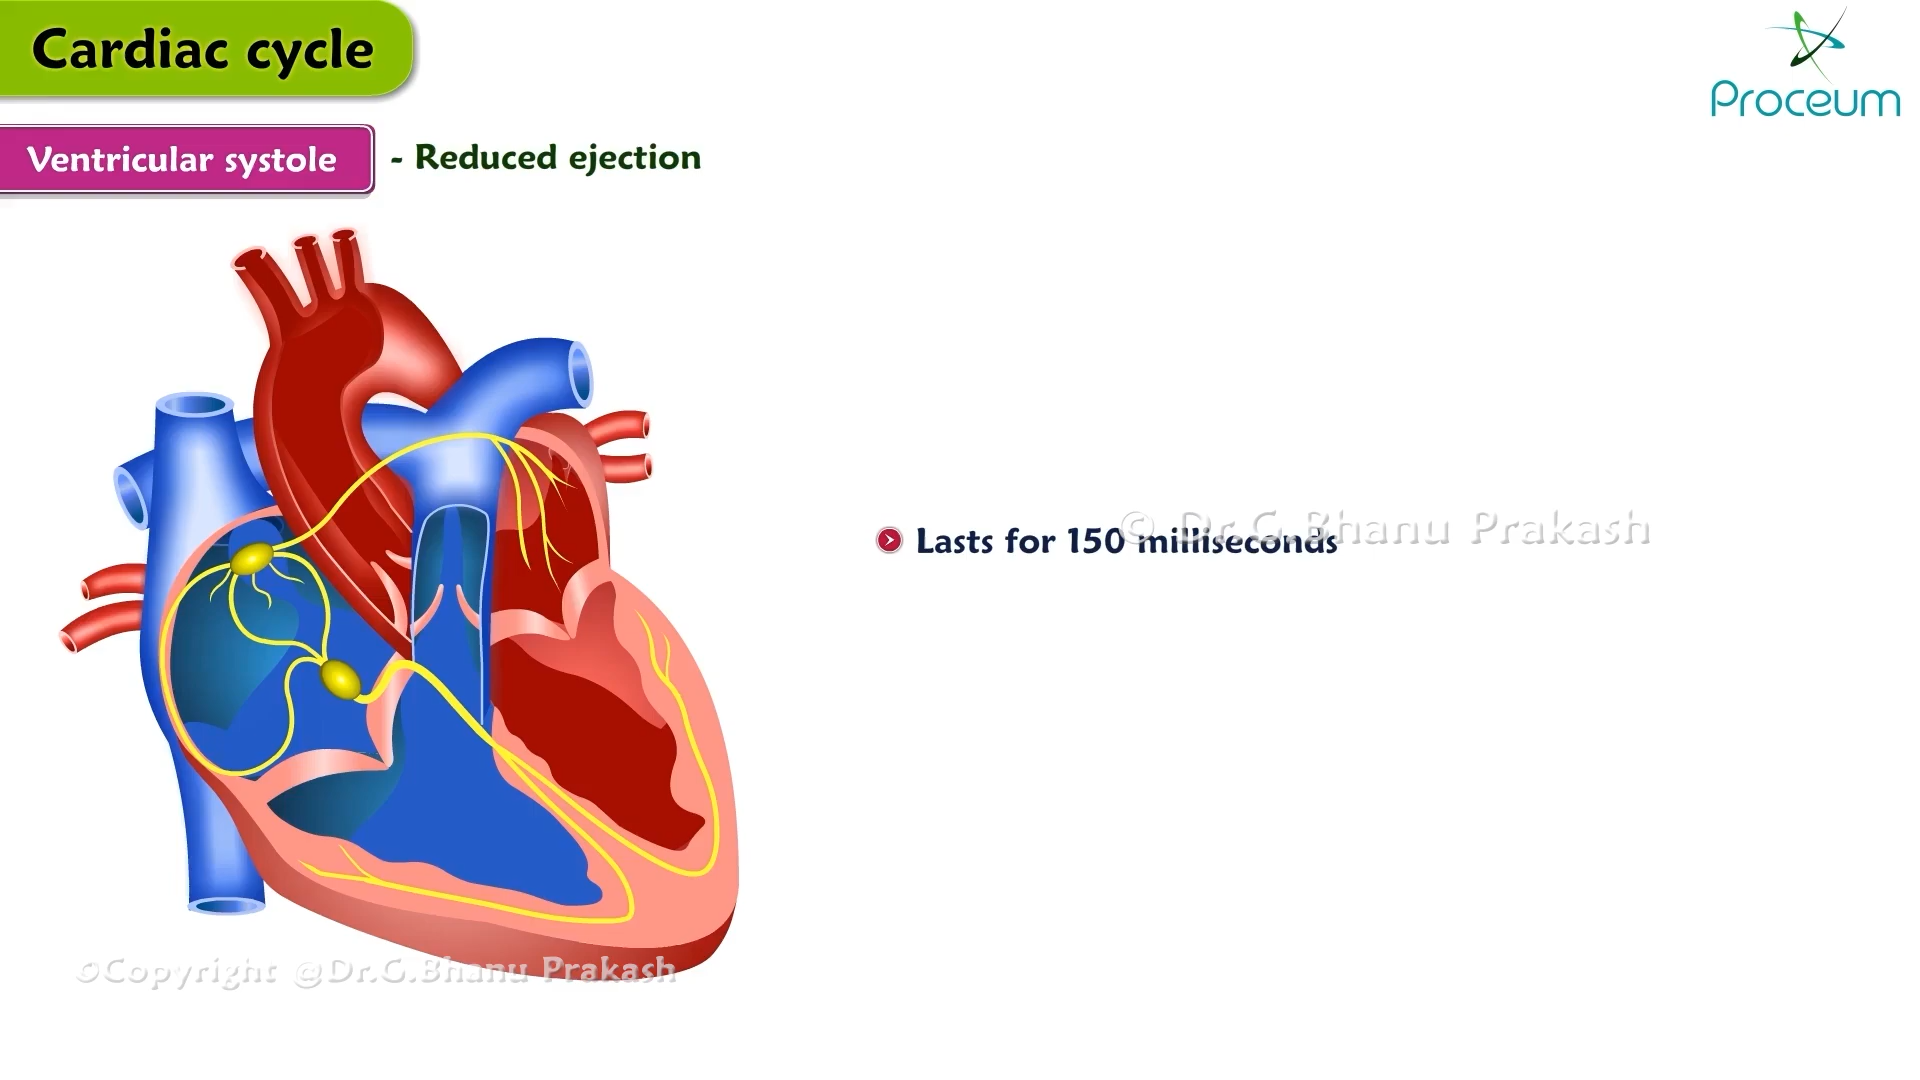 Cardiac cycle
Proceum
Ventricular systole - Reduced ejection
Lasts for 150 milliseconds
© Dr.G.Bhanu Prakash
©Copyright @Dr.G.Bhanu Prakash